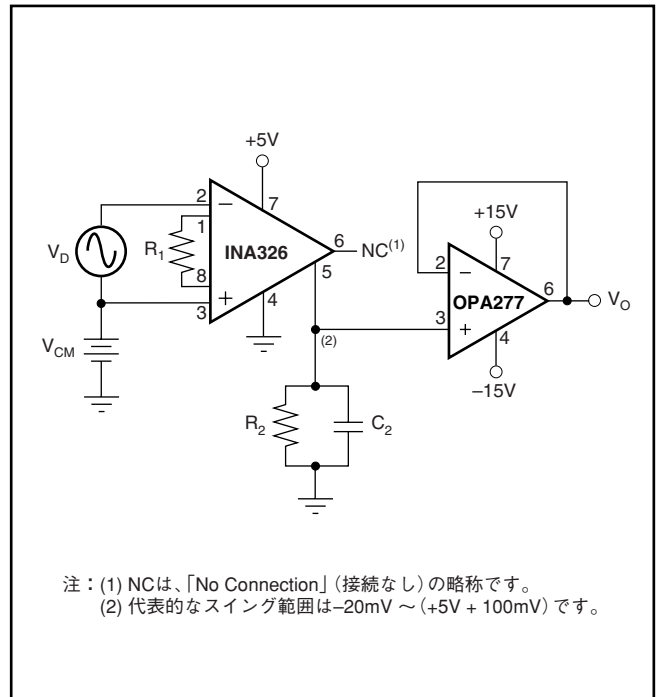 +5V
2
1
8
3
7
4
5
6
INA326
V_D
R_1
V_CM
NC(1)
(2)
R_2
C_2
+15V
2
3
7
6
4
OPA277
V_O
–15V
注：(1) NCは、「No Connection」（接続なし）の略称です。
(2) 代表的なスイング範囲は–20mV ～（+5V + 100mV）です。